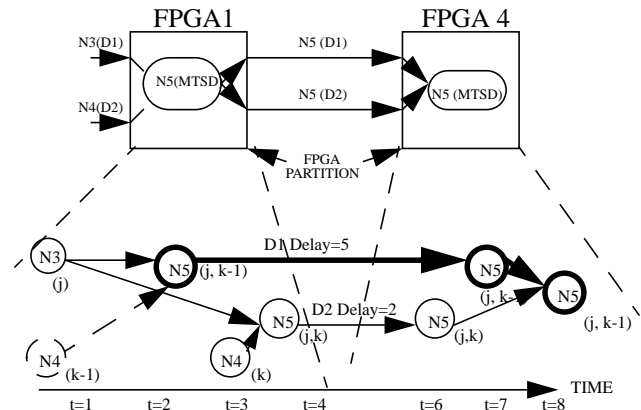 FPGA1
FPGA 4
N3(D1)
N5 (D1)
N5(MTSD)
N5 (MTSD)
N4(D2)
N5 (D2)
FPGA
PARTITION
D1 Delay=5
N3
(j)
N5
(j, k-1)
N5
(j, k-
N5
(j, k-1)
D2 Delay=2
N5
(j,k)
N5
(j,k)
N4
(k-1)
N4
(k)
TIME
t=1 t=2 t=3 t=4 t=6 t=7 t=8